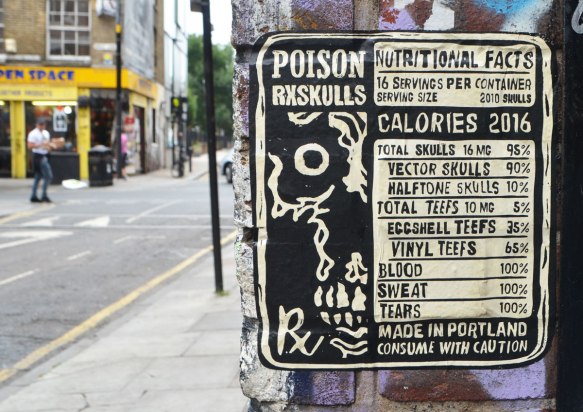 PEN SPACE
POISON
RXSKULLS
Rx
NUTRITIONAL FACTS
16 SERVINGS PER CONTAINER
SERVING SIZE 2010 SKULLS
CALORIES 2016
TOTAL SKULLS 16 MG 95%
VECTOR SKULLS 90%
HALFTONE SKULLS 10%
TOTAL TEEFS 10 MG 5%
EGGSHELL TEEFS 35%
VINYL TEEFS 65%
BLOOD 100%
SWEAT 100%
TEARS 100%
MADE IN PORTLAND
CONSUME WITH CAUTION